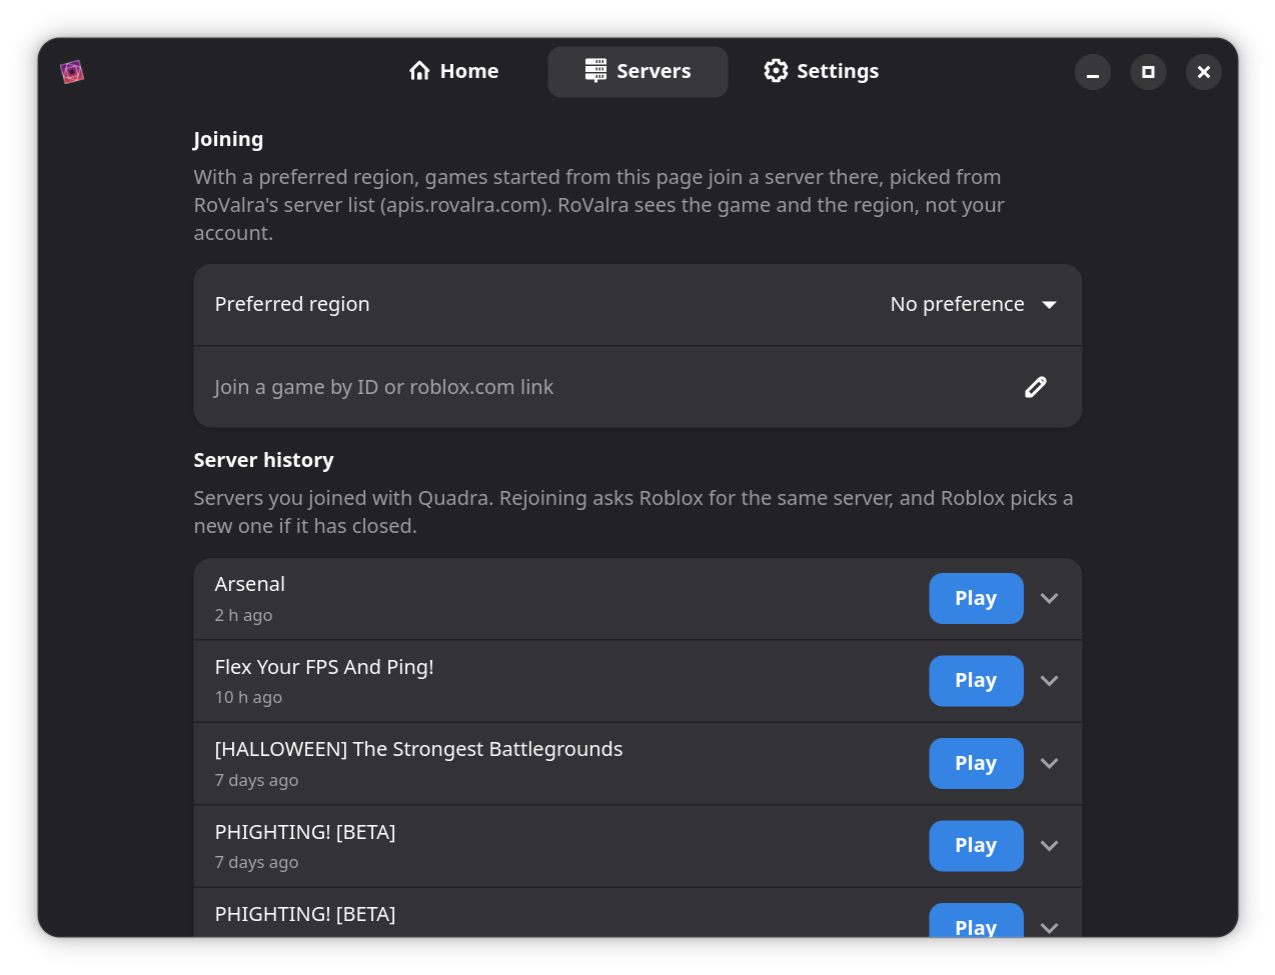 Home
Servers
Settings
Joining
With a preferred region, games started from this page join a server there, picked from
RoValra's server list (apis.rovalra.com). RoValra sees the game and the region, not your
account.
Preferred region
No preference
Join a game by ID or roblox.com link
Server history
Servers you joined with Quadra. Rejoining asks Roblox for the same server, and Roblox picks a
new one if it has closed.
Arsenal
2 h ago
Play
Flex Your FPS And Ping!
10 h ago
Play
[HALLOWEEN] The Strongest Battlegrounds
7 days ago
Play
PHIGHTING! [BETA]
7 days ago
Play
PHIGHTING! [BETA]
Play